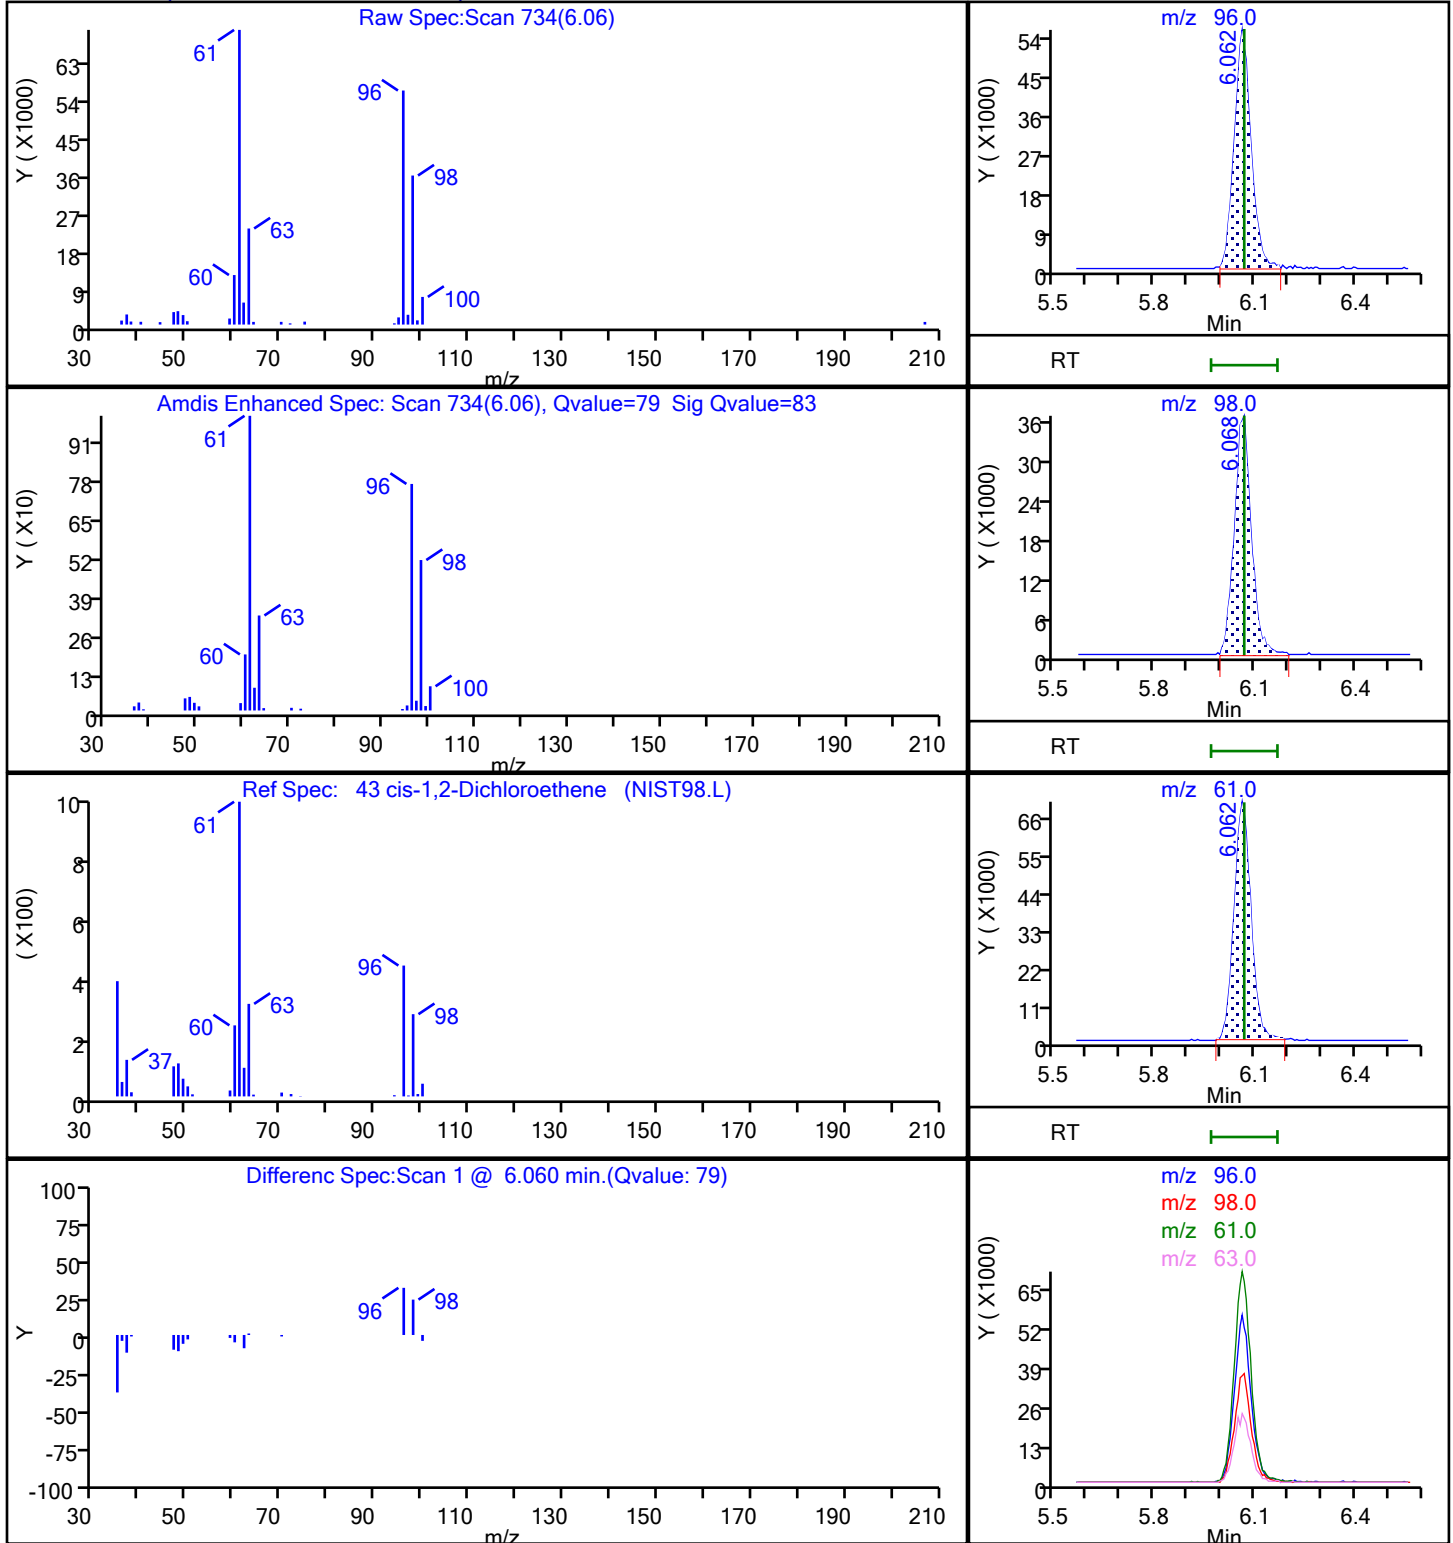 Raw Spec:Scan 734(6.06)
Y ( X1000)
63
54
45
36
27
18
9
0
61
96
98
63
60
100
30 50 70 90 110 130 150 170 190 210
m/z
m/z 96.0
Y ( X1000)
54
45
36
27
18
9
0
6.062
5.5 5.8 6.1 6.4
Min
RT
Amdis Enhanced Spec: Scan 734(6.06), Qvalue=79 Sig Qvalue=83
Y ( X10)
91
78
65
52
39
26
13
0
61
96
98
63
60
100
30 50 70 90 110 130 150 170 190 210
m/z
m/z 98.0
Y ( X1000)
36
30
24
18
12
6
0
6.068
5.5 5.8 6.1 6.4
Min
RT
Ref Spec: 43 cis-1,2-Dichloroethene (NIST98.L)
( X100)
10
8
6
4
2
0
61
96
98
63
60
37
30 50 70 90 110 130 150 170 190 210
m/z 61.0
Y ( X1000)
66
55
44
33
22
11
0
6.062
5.5 5.8 6.1 6.4
Min
RT
Differenc Spec:Scan 1 @ 6.060 min.(Qvalue: 79)
Y
100
75
50
25
0
-25
-50
-75
-100
96
98
30 50 70 90 110 130 150 170 190 210
m/z
m/z 96.0
m/z 98.0
m/z 61.0
m/z 63.0
Y ( X1000)
65
52
39
26
13
0
5.5 5.8 6.1 6.4
Min